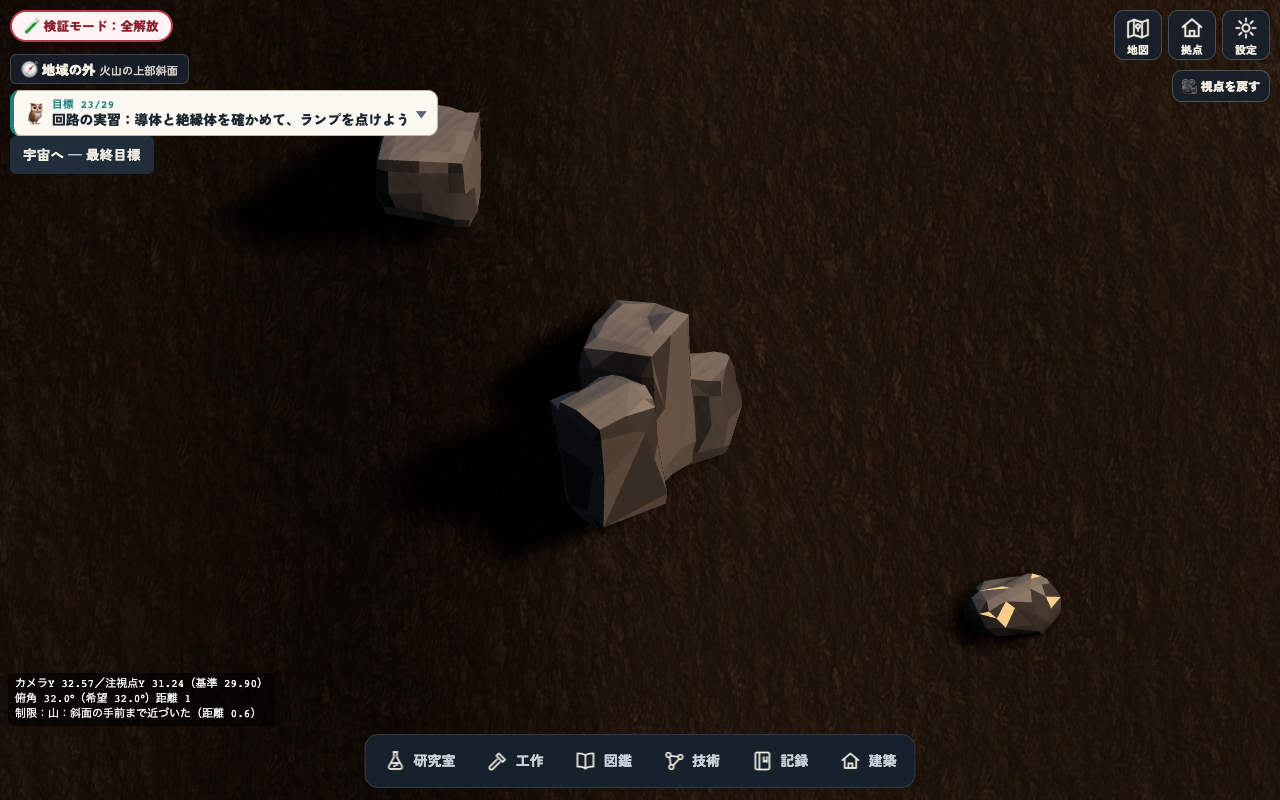 検証モード：全解放
地域の外 火山の上部斜面
目標 23/29
回路の実習：導体と絶縁体を確かめて、ランプを点けよう
宇宙へ — 最終目標
地図
拠点
設定
視点を戻す
カメラY 32.57／注視点Y 31.24（基準 29.90）
俯角 32.0°（希望 32.0°）距離 1
制限：山：斜面の手前まで近づいた（距離 0.6）
研究室
工作
図鑑
技術
記録
建築